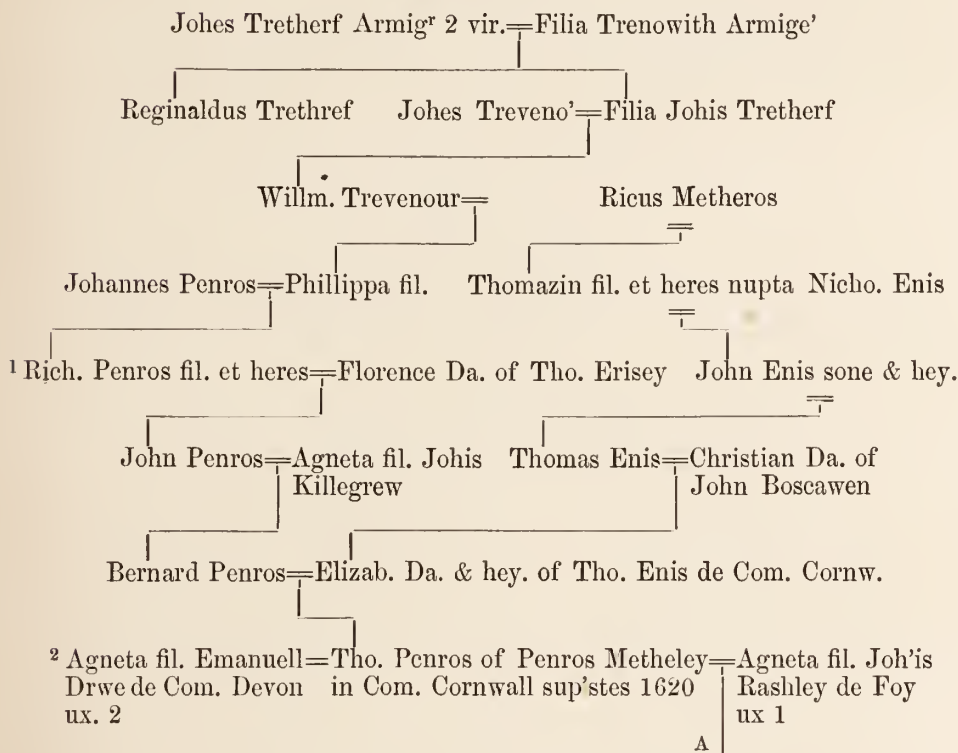 Johes Tretherf Armigʳ 2 vir.=Filia Trenowith Armige'
Reginaldus Trethref Johes Treveno'=Filia Johis Tretherf
Willm. Trevenour= Ricus Metheros
Johannes Penros=Phillippa fil. Thomazin fil. et heres nupta Nicho. Enis
¹ Rich. Penros fil. et heres=Florence Da. of Tho. Erisey John Enis sone & hey.
John Penros=Agneta fil. Johis Thomas Enis=Christian Da. of
Killegrew John Boscawen
Bernard Penros=Elizab. Da. & hey. of Tho. Enis de Com. Cornw.
² Agneta fil. Emanuell=Tho. Penros of Penros Metheley=Agneta fil. Joh'is
Drwe de Com. Devon in Com. Cornwall sup'stes 1620 Rashley de Foy
ux. 2 ux 1
A